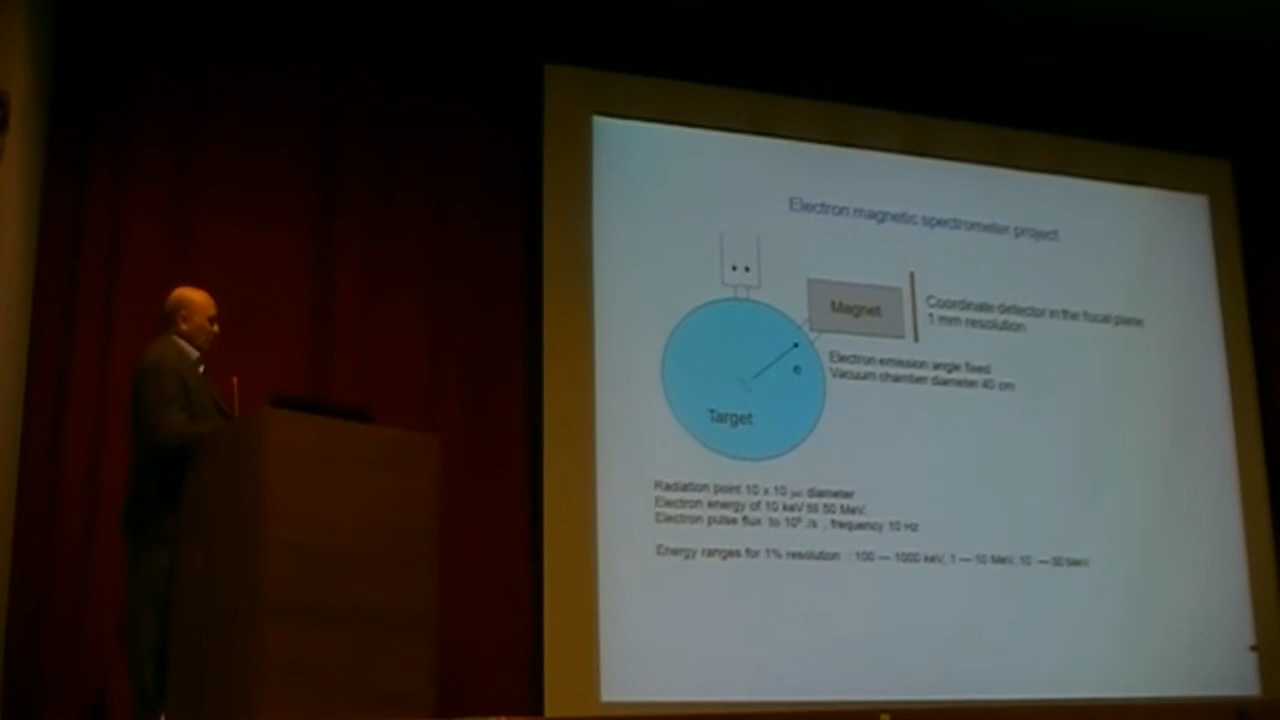 Electron magnetic spectrometer project
Magnet
Coordinate detector in the focal plane
1 mm resolution
Electron emission angle fixed
Vacuum chamber diameter 40 cm
e
Target
Radiation point 10 x 10 diameter
Electron energy of 10 keV till 50 MeV
Electron pulse flux to /s , frequency 10 Hz
Energy ranges for 1% resolution : 100 — 1000 keV, 1 — 10 MeV, 10 — 50 MeV